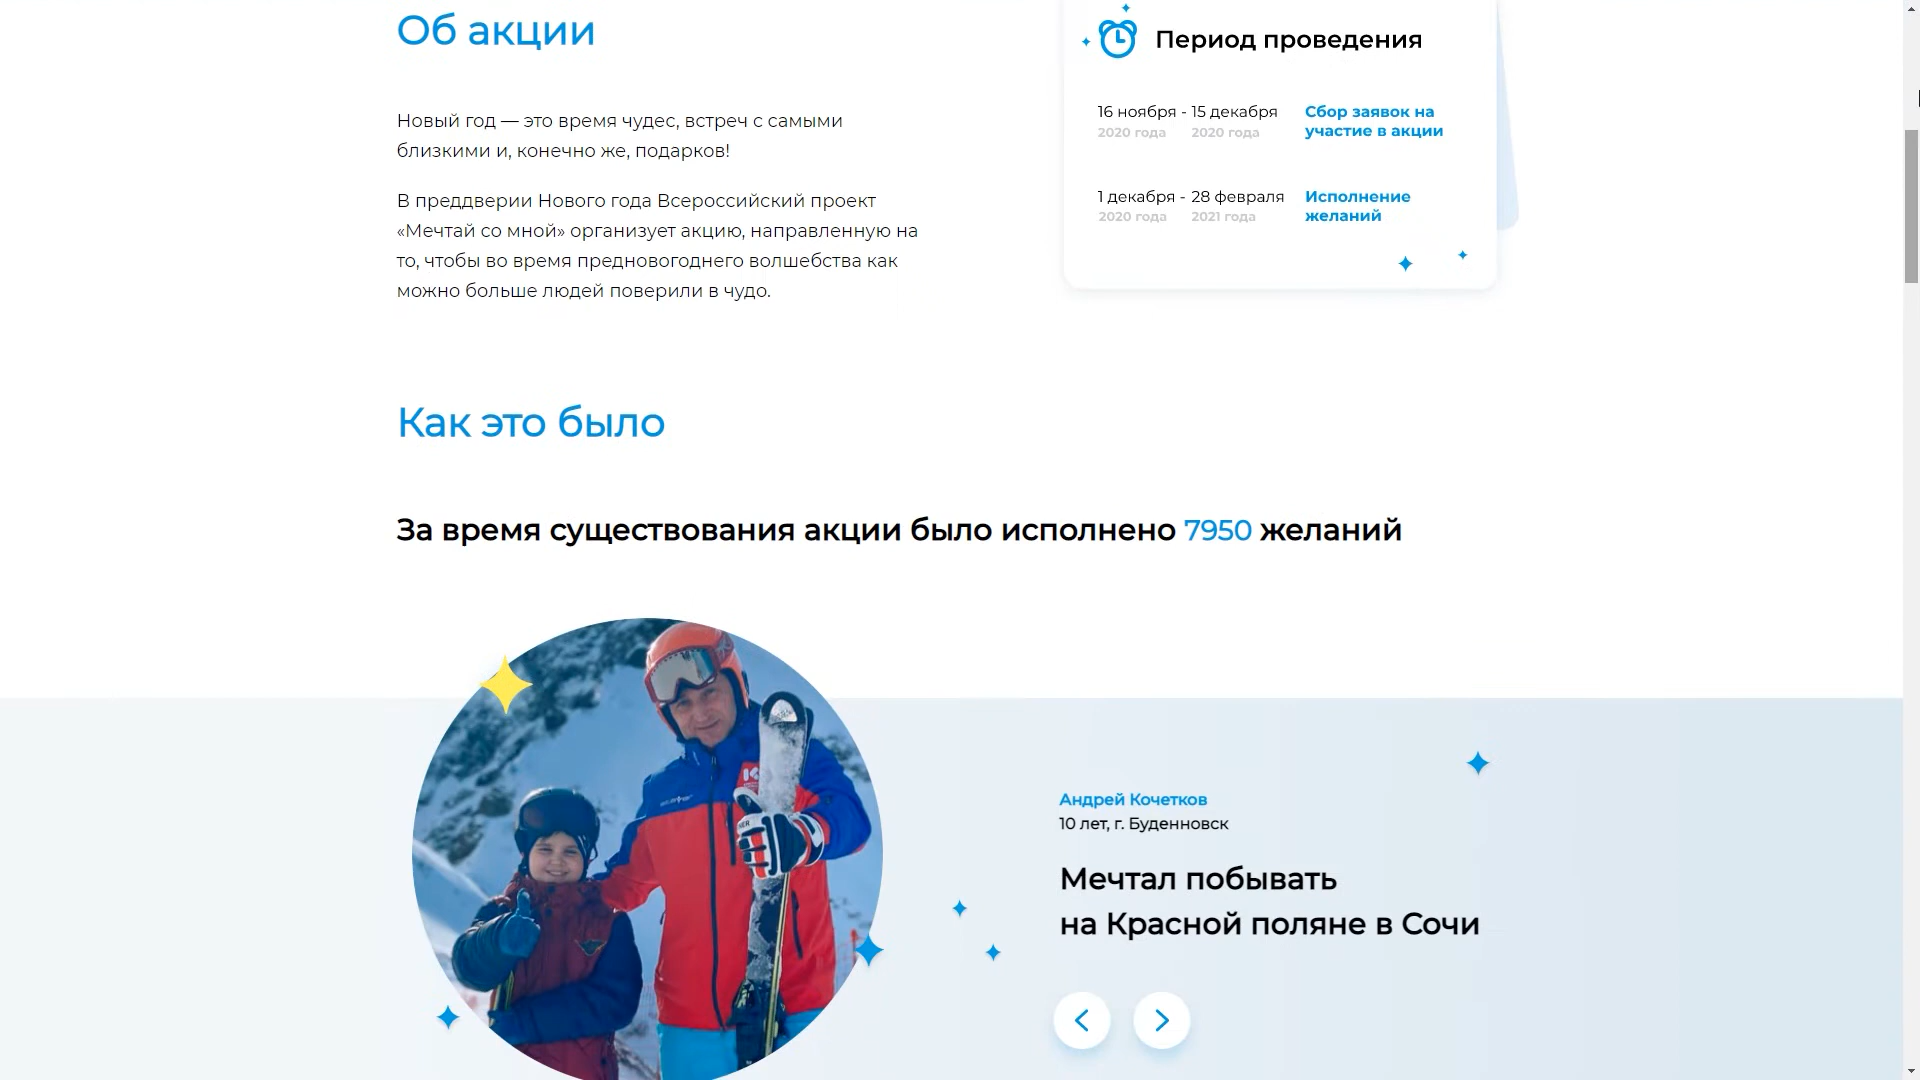 Об акции
Новый год — это время чудес, встреч с самыми
близкими и, конечно же, подарков!
В преддверии Нового года Всероссийский проект
«Мечтай со мной» организует акцию, направленную на
то, чтобы во время предновогоднего волшебства как
можно больше людей поверили в чудо.
Период проведения
16 ноября - 15 декабря
2020 года 2020 года
Сбор заявок на
участие в акции
1 декабря - 28 февраля
2020 года 2021 года
Исполнение
желаний
Как это было
За время существования акции было исполнено 7950 желаний
Андрей Кочетков
10 лет, г. Буденновск
Мечтал побывать
на Красной поляне в Сочи